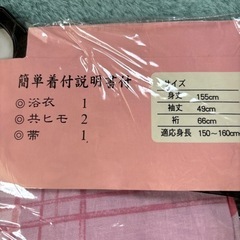 簡単着付説明書付
◎浴衣 1
◎共ヒモ 2
◎帯 1
サイズ
身丈 155cm
袖丈 49cm
裄 66cm
適応身長 150〜160cm